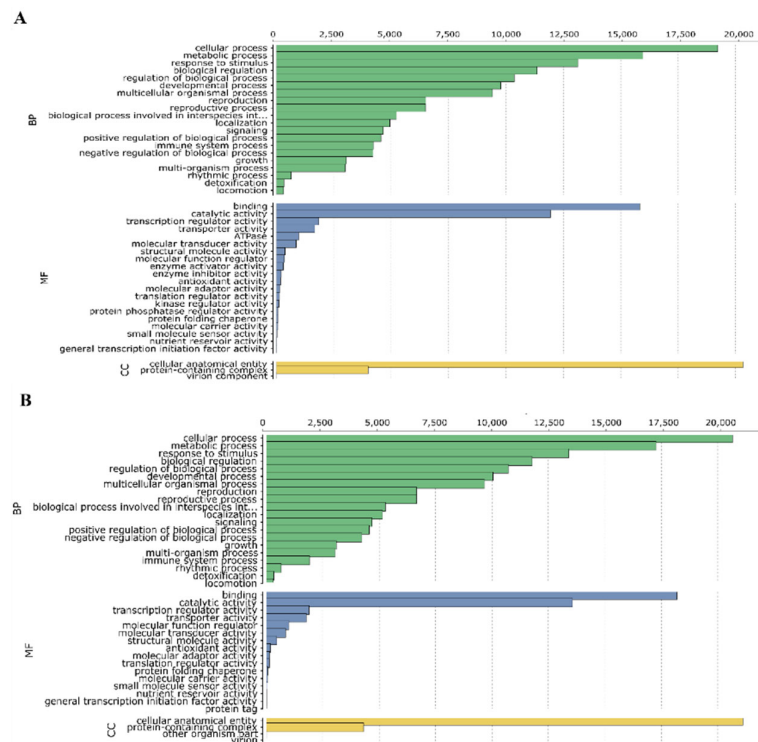 A
0 2,500 5,000 7,500 10,000 12,500 15,000 17,500 20,000
BP
cellular process
metabolic process
response to stimulus
biological regulation
regulation of biological process
developmental process
multicellular organismal process
reproduction
reproductive process
biological process involved in interspecies int...
localization
signaling
positive regulation of biological process
immune system process
negative regulation of biological process
growth
multi-organism process
rhythmic process
detoxification
locomotion
MF
binding
catalytic activity
transcription regulator activity
transporter activity
ATPase
molecular transducer activity
structural molecule activity
molecular function regulator
enzyme activator activity
enzyme inhibitor activity
antioxidant activity
molecular adaptor activity
translation regulator activity
kinase regulator activity
protein phosphatase regulator activity
protein folding chaperone
molecular carrier activity
small molecule sensor activity
nutrient reservoir activity
general transcription initiation factor activity
CC
cellular anatomical entity
protein-containing complex
virion component
B
0 2,500 5,000 7,500 10,000 12,500 15,000 17,500 20,000
BP
cellular process
metabolic process
response to stimulus
biological regulation
regulation of biological process
developmental process
multicellular organismal process
reproduction
reproductive process
biological process involved in interspecies int...
localization
signaling
positive regulation of biological process
negative regulation of biological process
growth
multi-organism process
immune system process
rhythmic process
detoxification
locomotion
MF
binding
catalytic activity
transcription regulator activity
transporter activity
molecular function regulator
molecular transducer activity
structural molecule activity
antioxidant activity
molecular adaptor activity
translation regulator activity
protein folding chaperone
molecular carrier activity
small molecule sensor activity
nutrient reservoir activity
general transcription initiation factor activity
protein tag
CC
cellular anatomical entity
protein-containing complex
other organism part
virion